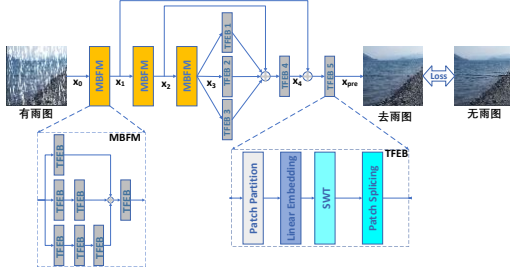 TFEB 1
MBFM
MBFM
MBFM
TFEB 2
TFEB 4
TFEB 5
Loss
x₀
x₁
x₂
x₃
x₄
xₚᵣₑ
TFEB 3
有雨图
去雨图
无雨图
MBFM
TFEB
TFEB
TFEB
TFEB
TFEB
TFEB
TFEB
TFEB
Patch Partition
Linear Embedding
SWT
Patch Splicing